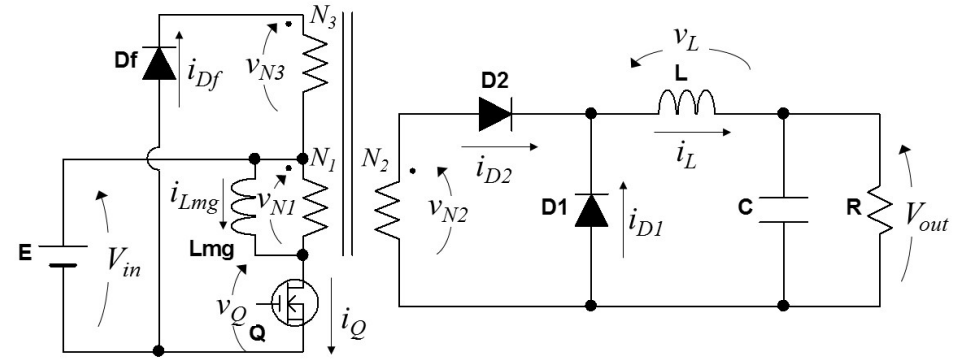 N3
Df
iDf
vN3
vL
L
D2
iD2
iL
N1
N2
iLmg
vN1
Lmg
vN2
D1
iD1
C
R
Vout
E
Vin
vQ
Q
iQ